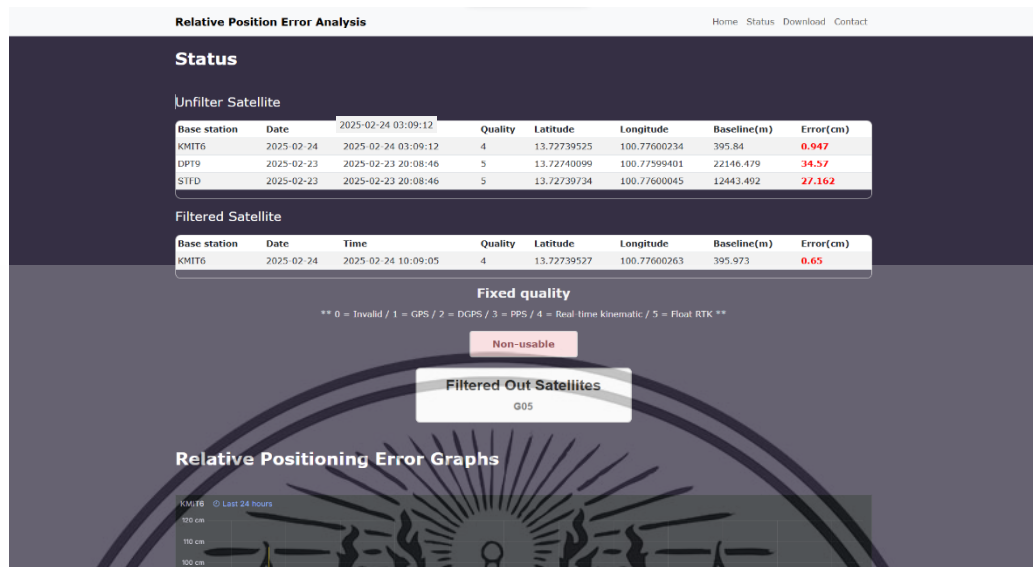 Relative Position Error Analysis Home Status Download Contact
Status
Unfilter Satellite
2025-02-24 03:09:12
Base station Date Quality Latitude Longitude Baseline(m) Error(cm)
KMIT6 2025-02-24 2025-02-24 03:09:12 4 13.72739525 100.77600234 395.84 0.947
DPT9 2025-02-23 2025-02-23 20:08:46 5 13.72740099 100.77599401 22146.479 34.57
STFD 2025-02-23 2025-02-23 20:08:46 5 13.72739734 100.77600045 12443.492 27.162
Filtered Satellite
Base station Date Time Quality Latitude Longitude Baseline(m) Error(cm)
KMIT6 2025-02-24 2025-02-24 10:09:05 4 13.72739527 100.77600263 395.973 0.65
Fixed quality
** 0 = Invalid / 1 = GPS / 2 = DGPS / 3 = PPS / 4 = Real-time kinematic / 5 = Float RTK **
Non-usable
Filtered Out Satellites
G05
Relative Positioning Error Graphs
KMIT6 Last 24 hours
120 cm
110 cm
100 cm